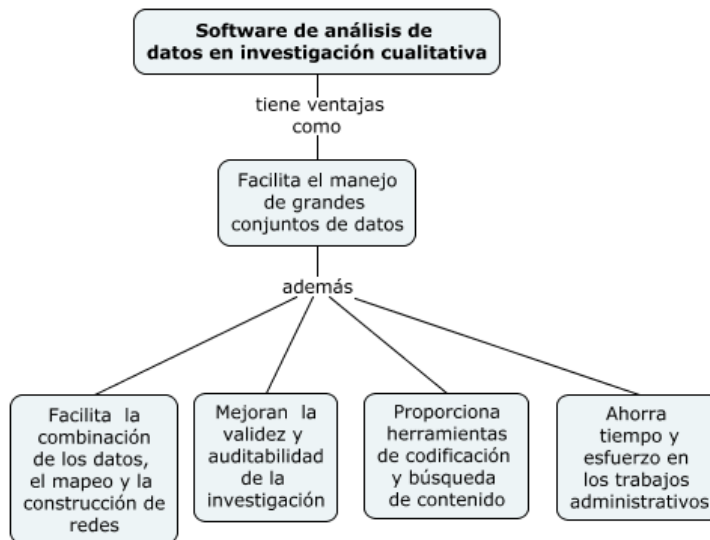 Software de análisis de
datos en investigación cualitativa
tiene ventajas
como
Facilita el manejo
de grandes
conjuntos de datos
además
Facilita la
combinación
de los datos,
el mapeo y la
construcción de
redes
Mejoran la
validez y
auditabilidad
de la
investigación
Proporciona
herramientas
de codificación
y búsqueda
de contenido
Ahorra
tiempo y
esfuerzo en
los trabajos
administrativos